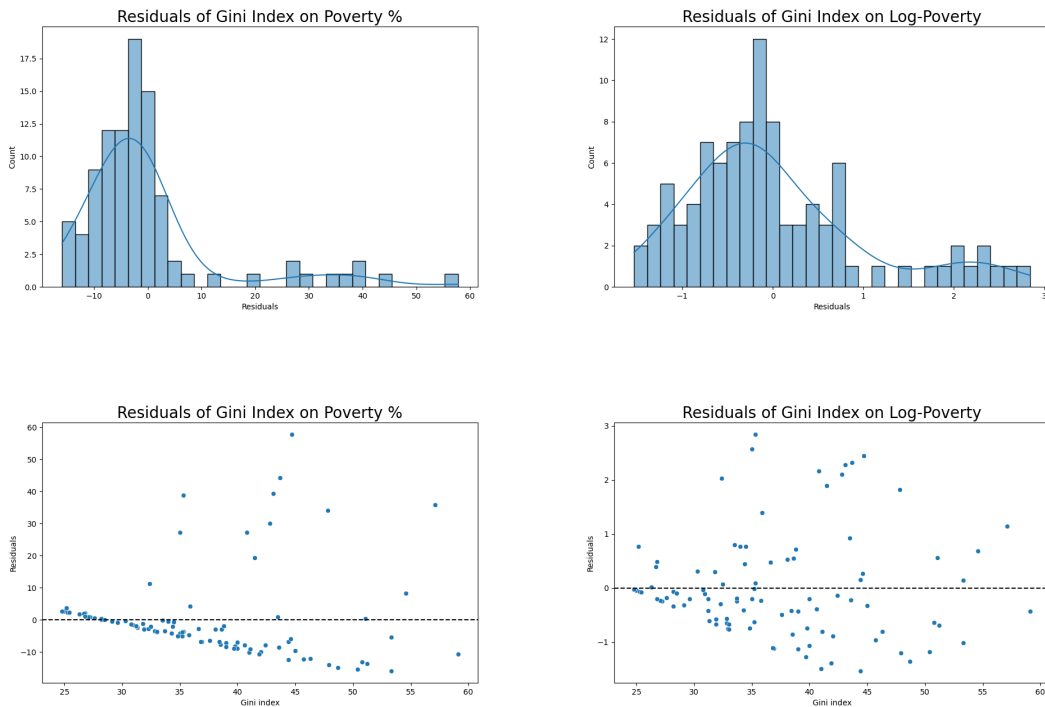 Residuals of Gini Index on Poverty %
Count
17.5
15.0
12.5
10.0
7.5
5.0
2.5
0.0
−10 0 10 20 30 40 50 60
Residuals
Residuals of Gini Index on Log-Poverty
Count
12
10
8
6
4
2
0
−1 0 1 2 3
Residuals
Residuals of Gini Index on Poverty %
Residuals
60
50
40
30
20
10
0
−10
25 30 35 40 45 50 55 60
Gini index
Residuals of Gini Index on Log-Poverty
Residuals
3
2
1
0
−1
25 30 35 40 45 50 55 60
Gini index